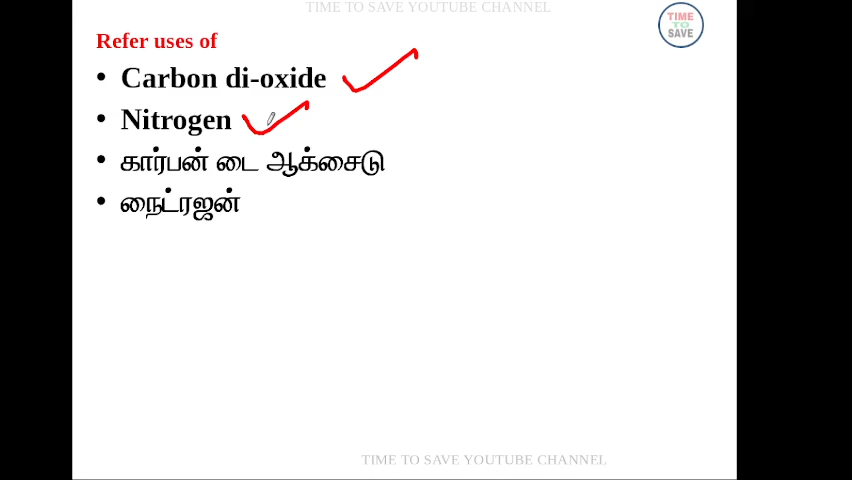 TIME TO SAVE YOUTUBE CHANNEL
TIME
TO
SAVE
Refer uses of
• Carbon di-oxide
• Nitrogen
• கார்பன் டை ஆக்சைடு
• நைட்ரஜன்
TIME TO SAVE YOUTUBE CHANNEL